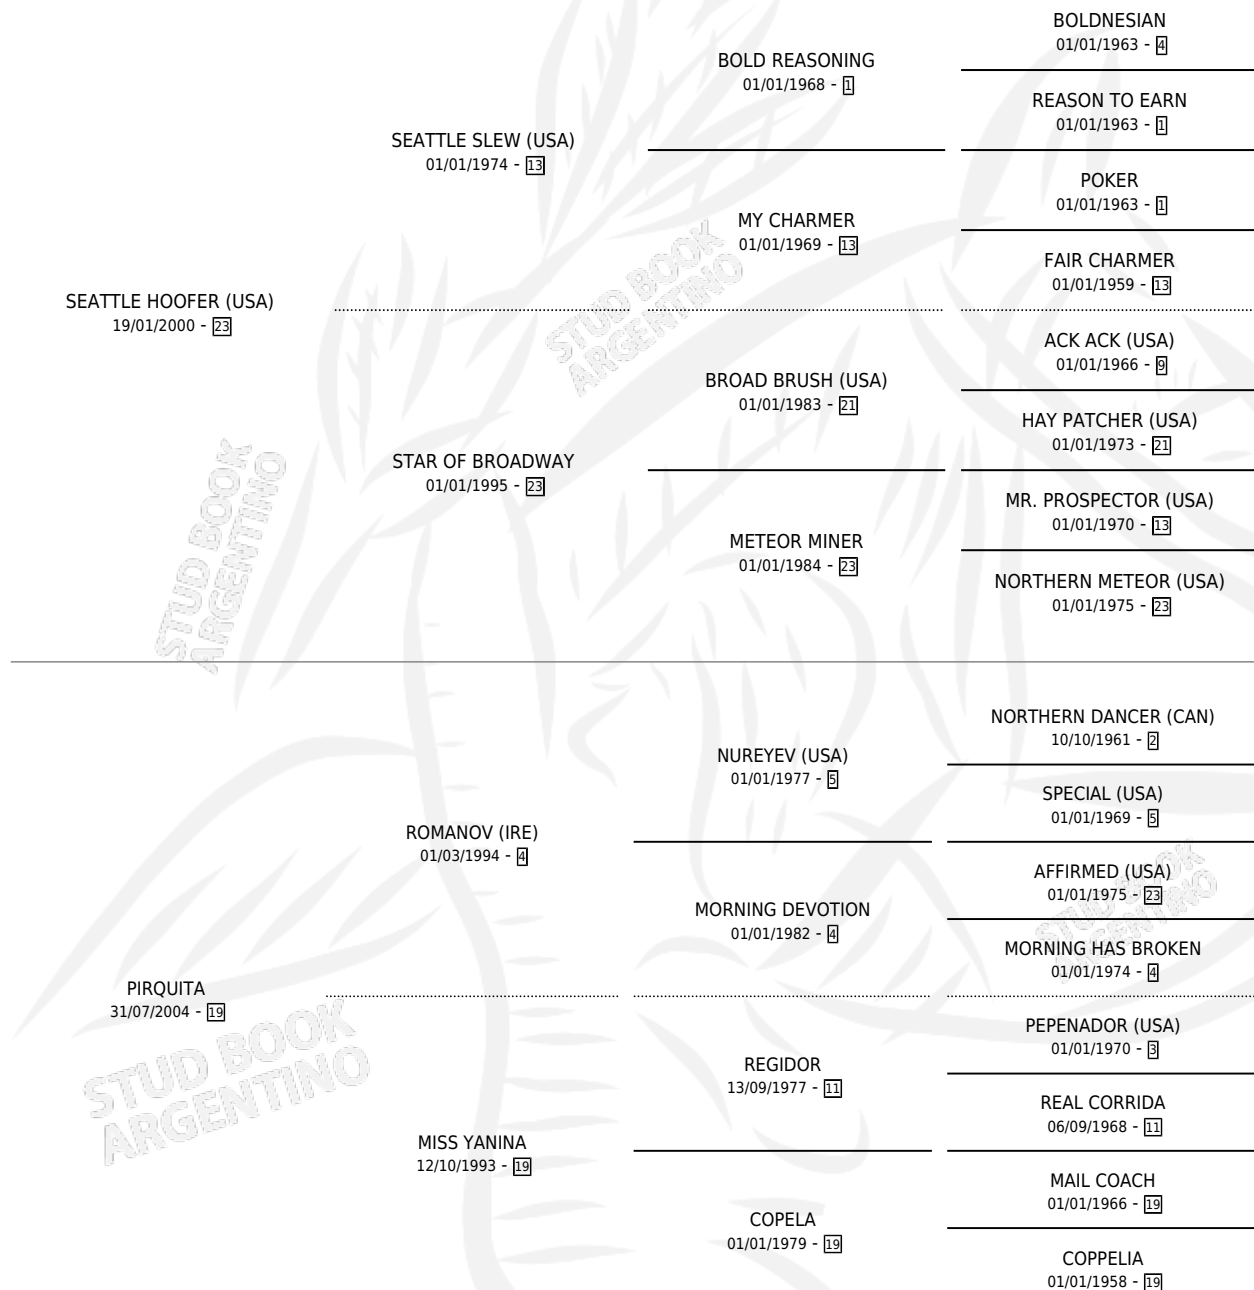 BOLDNESIAN
01/01/1963 - 4
BOLD REASONING
01/01/1968 - 1
REASON TO EARN
01/01/1963 - 1
SEATTLE SLEW (USA)
01/01/1974 - 13
POKER
01/01/1963 - 1
MY CHARMER
01/01/1969 - 13
FAIR CHARMER
01/01/1959 - 13
SEATTLE HOOFER (USA)
19/01/2000 - 23
STUD BOOK
ARGENTINO
ACK ACK (USA)
01/01/1966 - 9
BROAD BRUSH (USA)
01/01/1983 - 21
HAY PATCHER (USA)
01/01/1973 - 21
STAR OF BROADWAY
01/01/1995 - 23
MR. PROSPECTOR (USA)
01/01/1970 - 13
METEOR MINER
01/01/1984 - 23
NORTHERN METEOR (USA)
01/01/1975 - 23
STUD BOOK
ARGENTINO
NORTHERN DANCER (CAN)
10/10/1961 - 2
NUREYEV (USA)
01/01/1977 - 5
SPECIAL (USA)
01/01/1969 - 5
ROMANOV (IRE)
01/03/1994 - 4
AFFIRMED (USA)
01/01/1975 - 23
MORNING DEVOTION
01/01/1982 - 4
MORNING HAS BROKEN
01/01/1974 - 4
STUD BOOK
ARGENTINO
PIRQUITA
31/07/2004 - 19
STUD BOOK
ARGENTINO
PEPENADOR (USA)
01/01/1970 - 3
REGIDOR
13/09/1977 - 11
REAL CORRIDA
06/09/1968 - 11
MISS YANINA
12/10/1993 - 19
MAIL COACH
01/01/1966 - 19
COPELA
01/01/1979 - 19
COPPELIA
01/01/1958 - 19